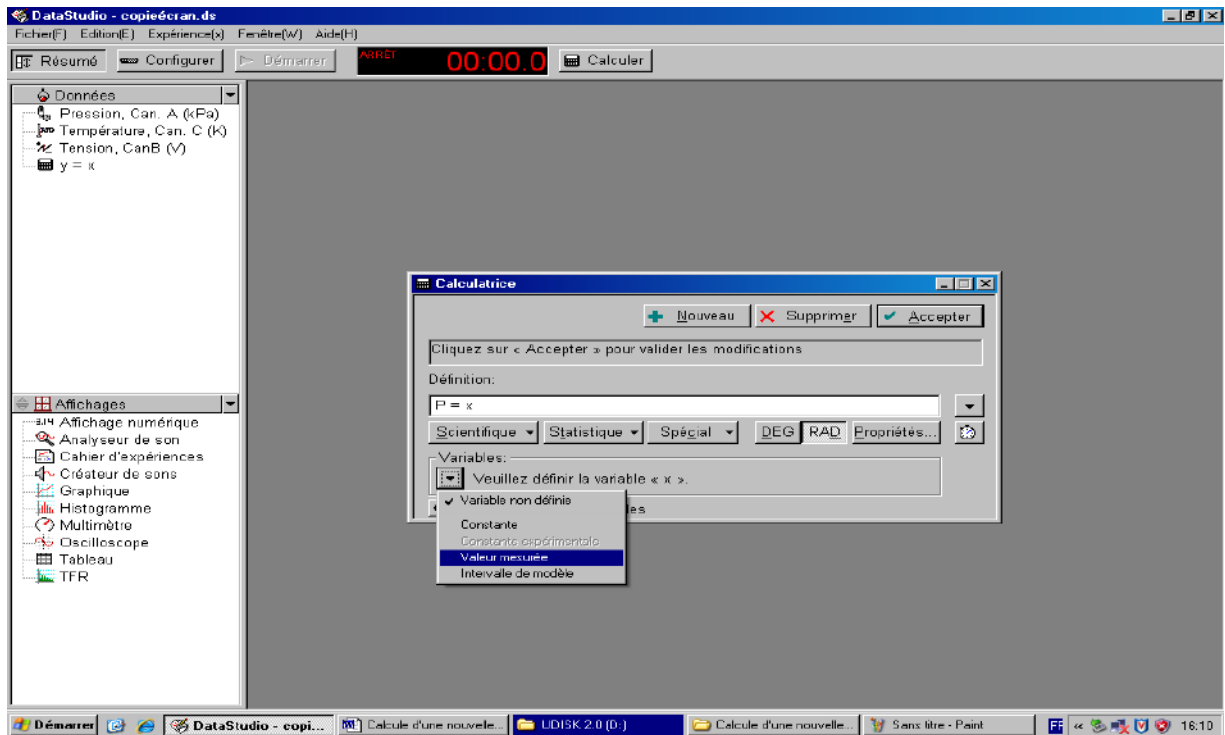 DataStudio - copieécran.ds
Fichier(F) Edition(E) Expérience(x) Fenêtre(W) Aide(H)
Résumé Configurer Démarrer ARRÊT 00:00.0 Calculer
Données
Pression, Can. A (kPa)
Température, Can. C (K)
Tension, CanB (V)
y = x
Calculatrice
Nouveau Supprimer Accepter
Cliquez sur « Accepter » pour valider les modifications
Définition:
P = x
Scientifique Statistique Spécial DEG RAD Propriétés...
Variables:
Veuillez définir la variable « x ».
Variable non définie
les
Constante
Constante expérimentale
Valeur mesurée
Intervalle de modèle
Affichages
3.14 Affichage numérique
Analyseur de son
Cahier d'expériences
Créateur de sons
Graphique
Histogramme
Multimètre
Oscilloscope
Tableau
TFR
Démarrer DataStudio - copi... Calcule d'une nouvele... UDISK 2.0 (D:) Calcule d'une nouvelle... Sans titre - Paint FR « 16:10